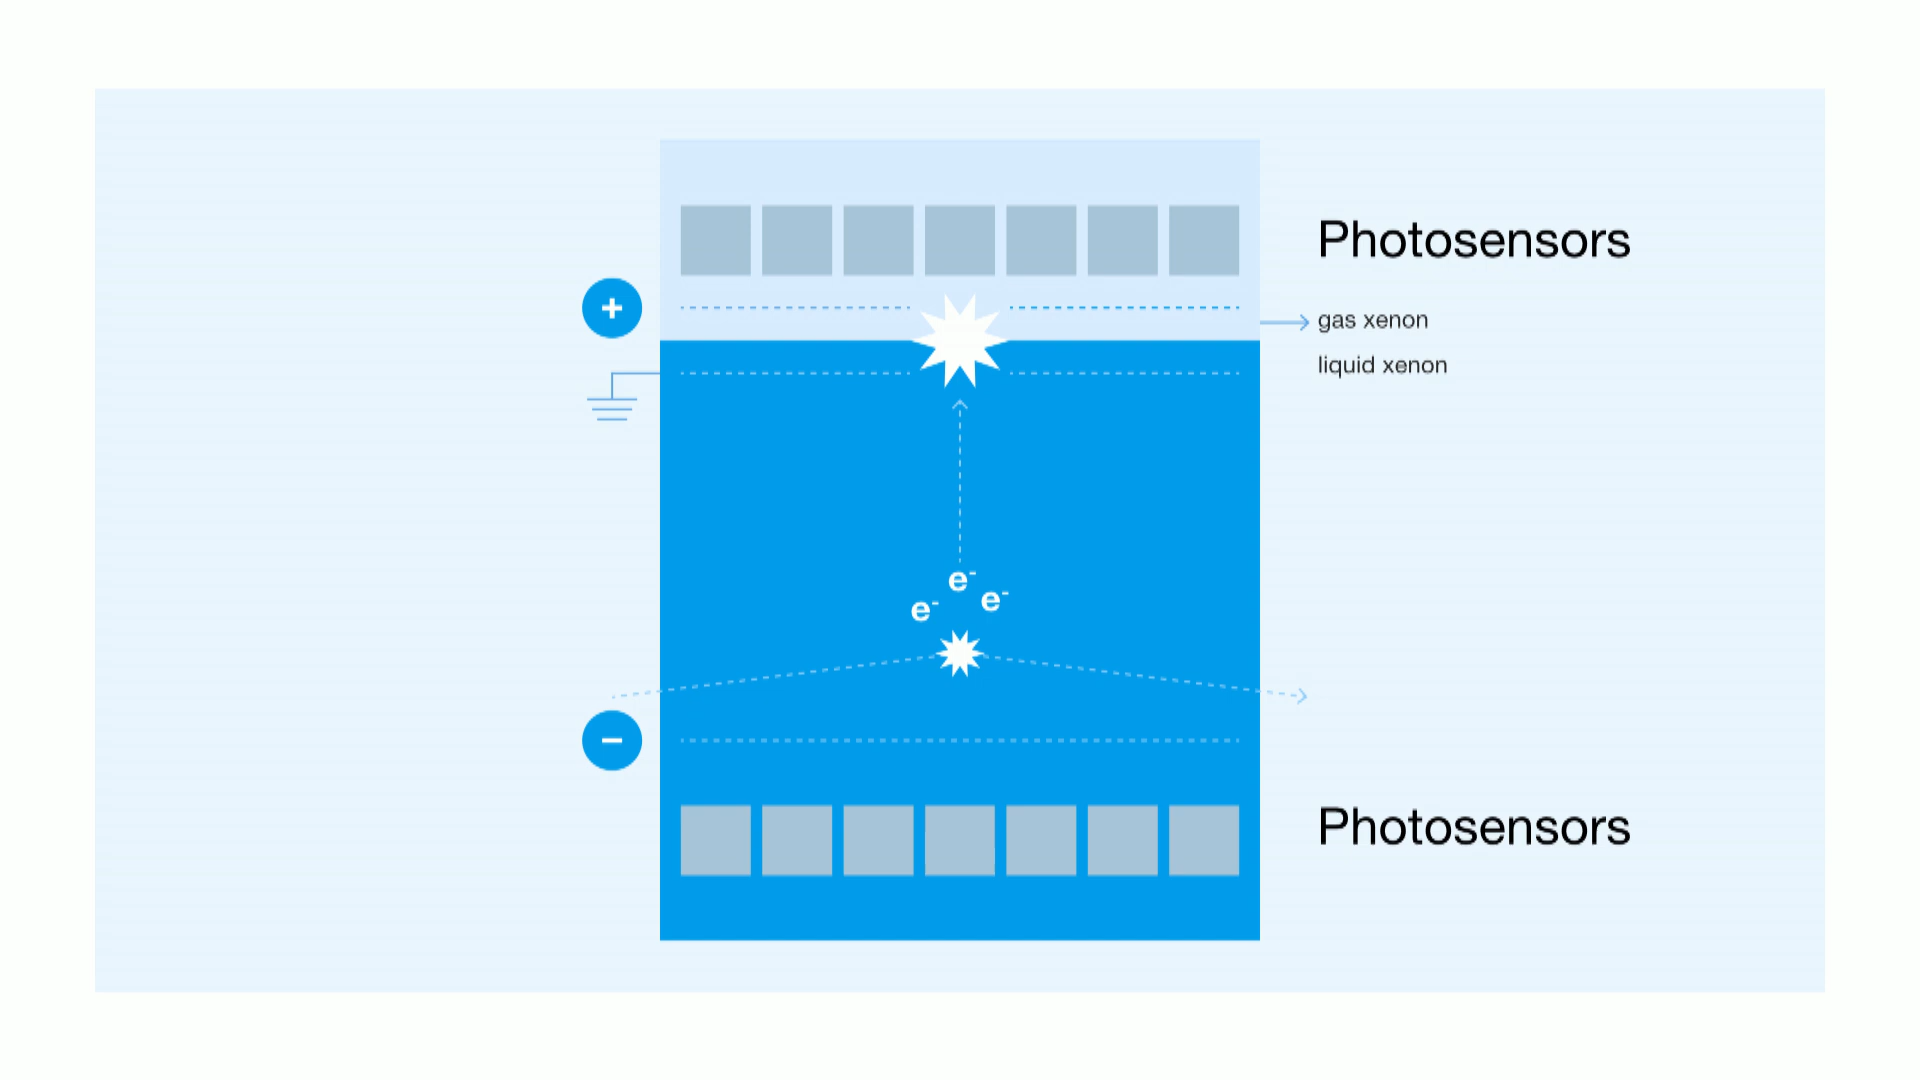 Photosensors
+
gas xenon
liquid xenon
e⁻
e⁻
e⁻
−
Photosensors